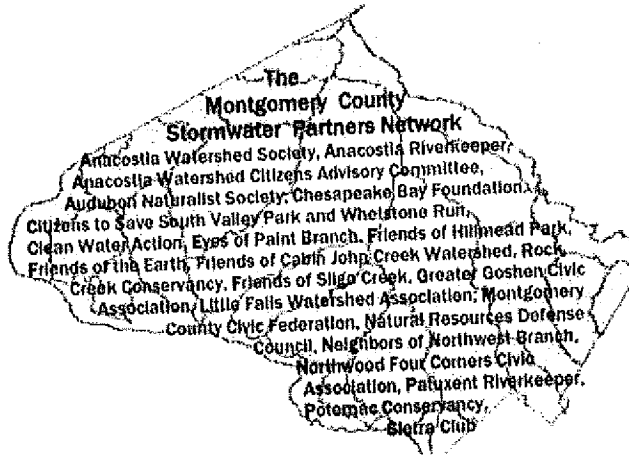 The
Montgomery County
Stormwater Partners Network
Anacostia Watershed Society, Anacostia Riverkeeper,
Anacostia Watershed Citizens Advisory Committee,
Audubon Naturalist Society, Chesapeake Bay Foundation,
Citizens to Save South Valley Park and Whetstone Run,
Clean Water Action, Eyes of Paint Branch, Friends of Hillmead Park,
Friends of the Earth, Friends of Cabin John Creek Watershed, Rock
Creek Conservancy, Friends of Sligo Creek, Greater Goshen Civic
Association, Little Falls Watershed Association, Montgomery
County Civic Federation, Natural Resources Defense
Council, Neighbors of Northwest Branch,
Northwood Four Corners Civic
Association, Patuxent Riverkeeper,
Potomac Conservancy,
Sierra Club